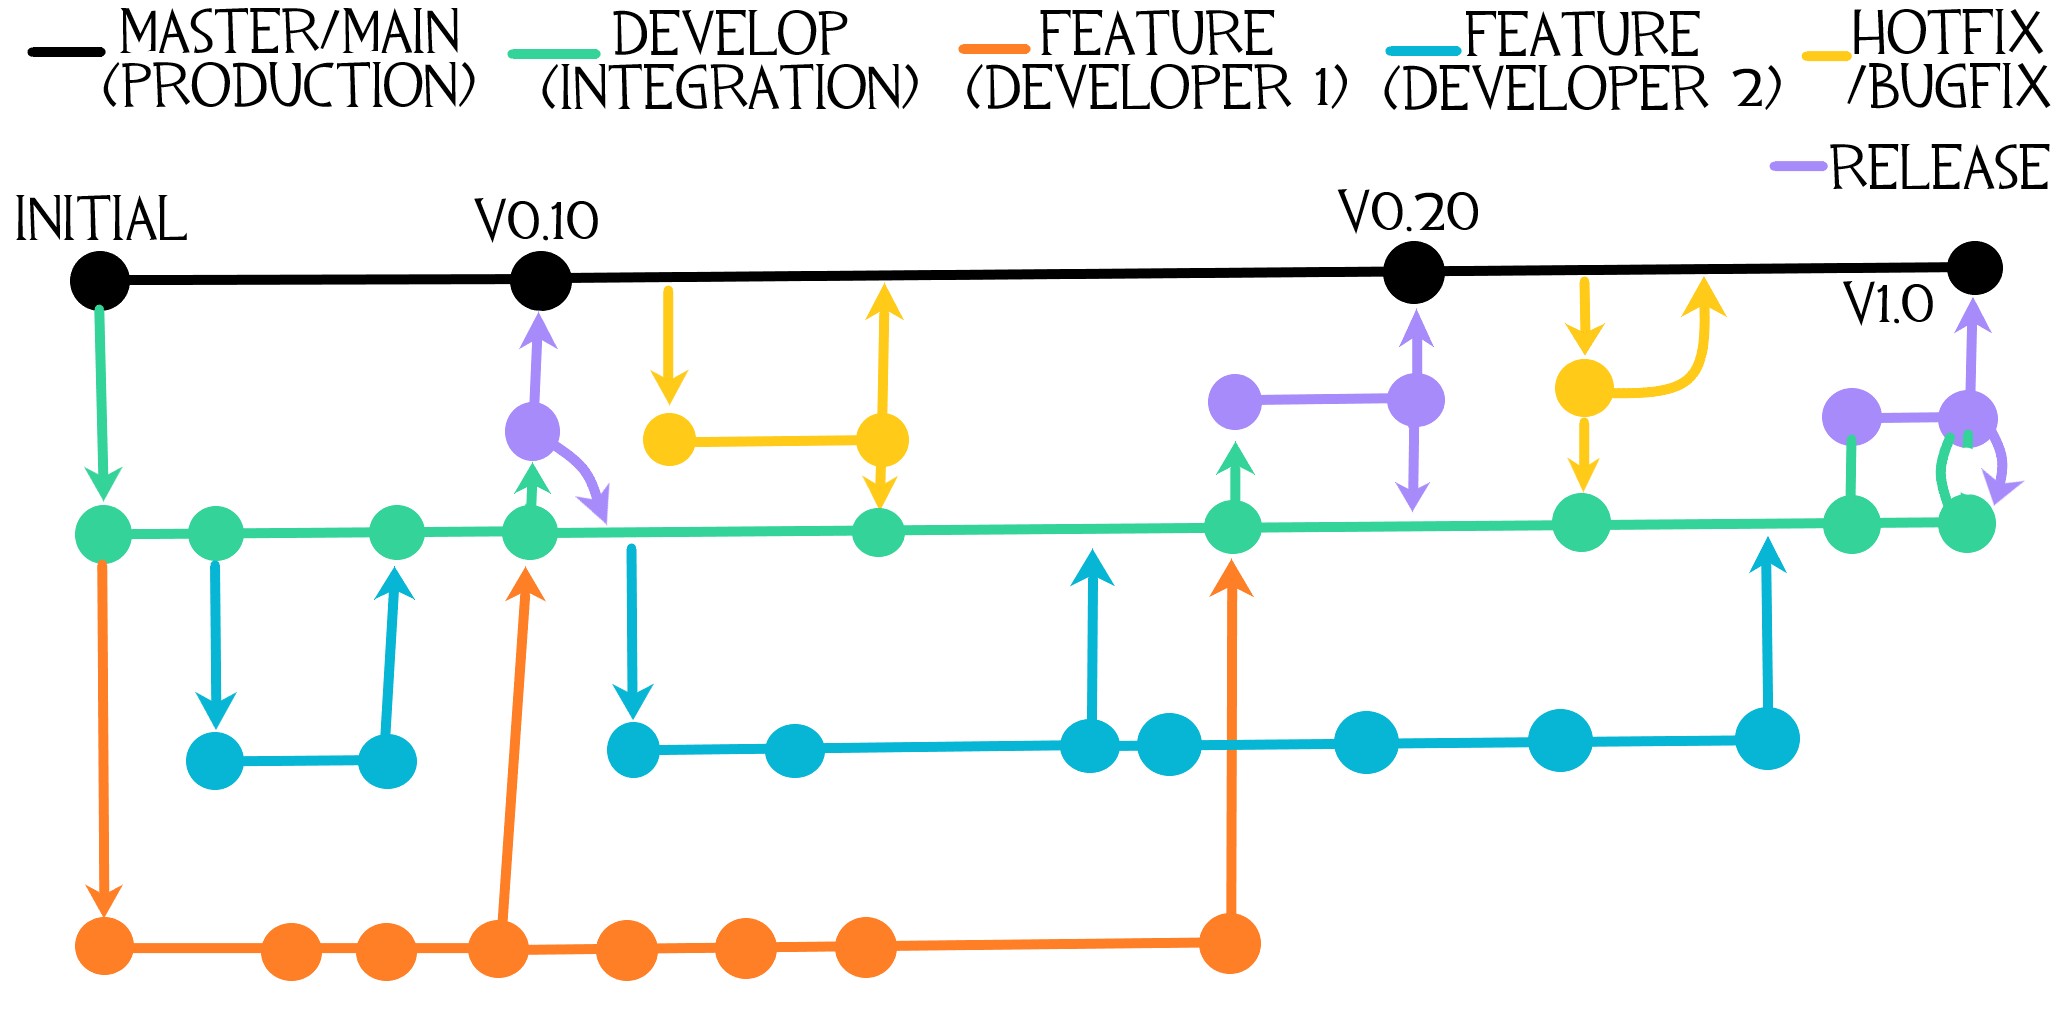 MASTER/MAIN
(PRODUCTION)
DEVELOP
(INTEGRATION)
FEATURE
(DEVELOPER 1)
FEATURE
(DEVELOPER 2)
HOTFIX
/BUGFIX
RELEASE
INITIAL
V0.10
V0.20
V1.0